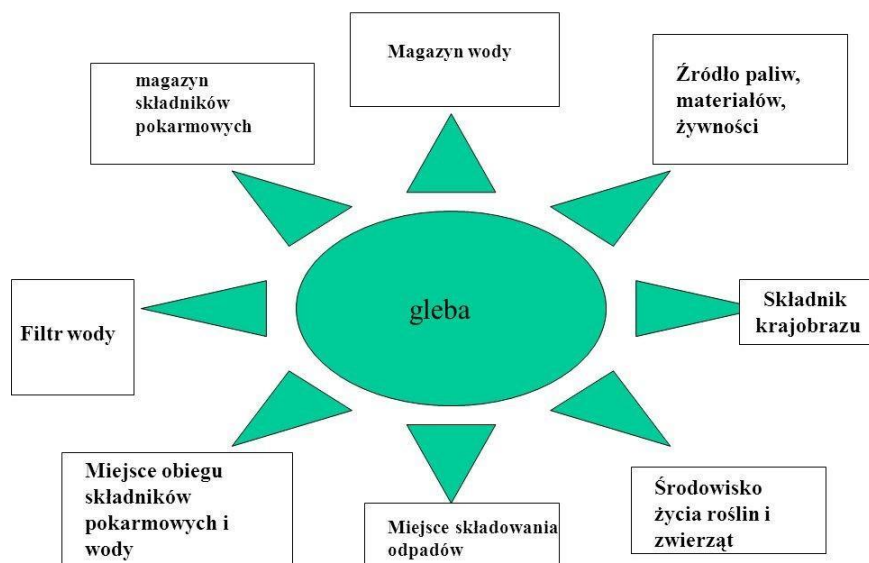 Magazyn wody
magazyn
składników
pokarmowych
Źródło paliw,
materiałów,
żywności
gleba
Filtr wody
Składnik
krajobrazu
Miejsce obiegu
składników
pokarmowych i
wody
Miejsce składowania
odpadów
Środowisko
życia roślin i
zwierząt